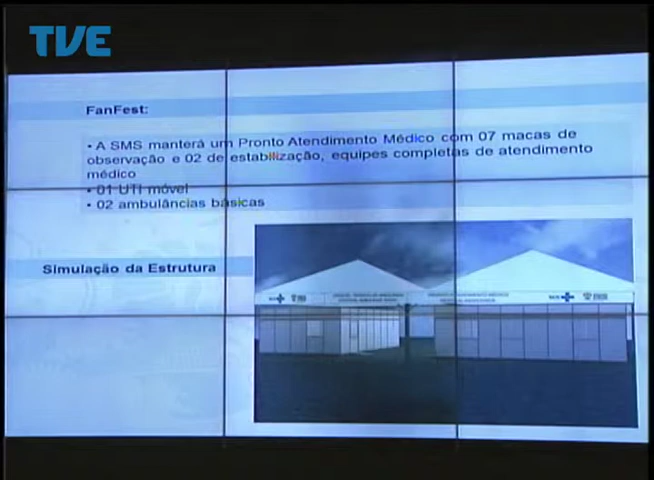 TVE
FanFest:
• A SMS manterá um Pronto Atendimento Médico com 07 macas de
observação e 02 de estabilização, equipes completas de atendimento
médico
• 01 UTI móvel
• 02 ambulâncias básicas
Simulação da Estrutura